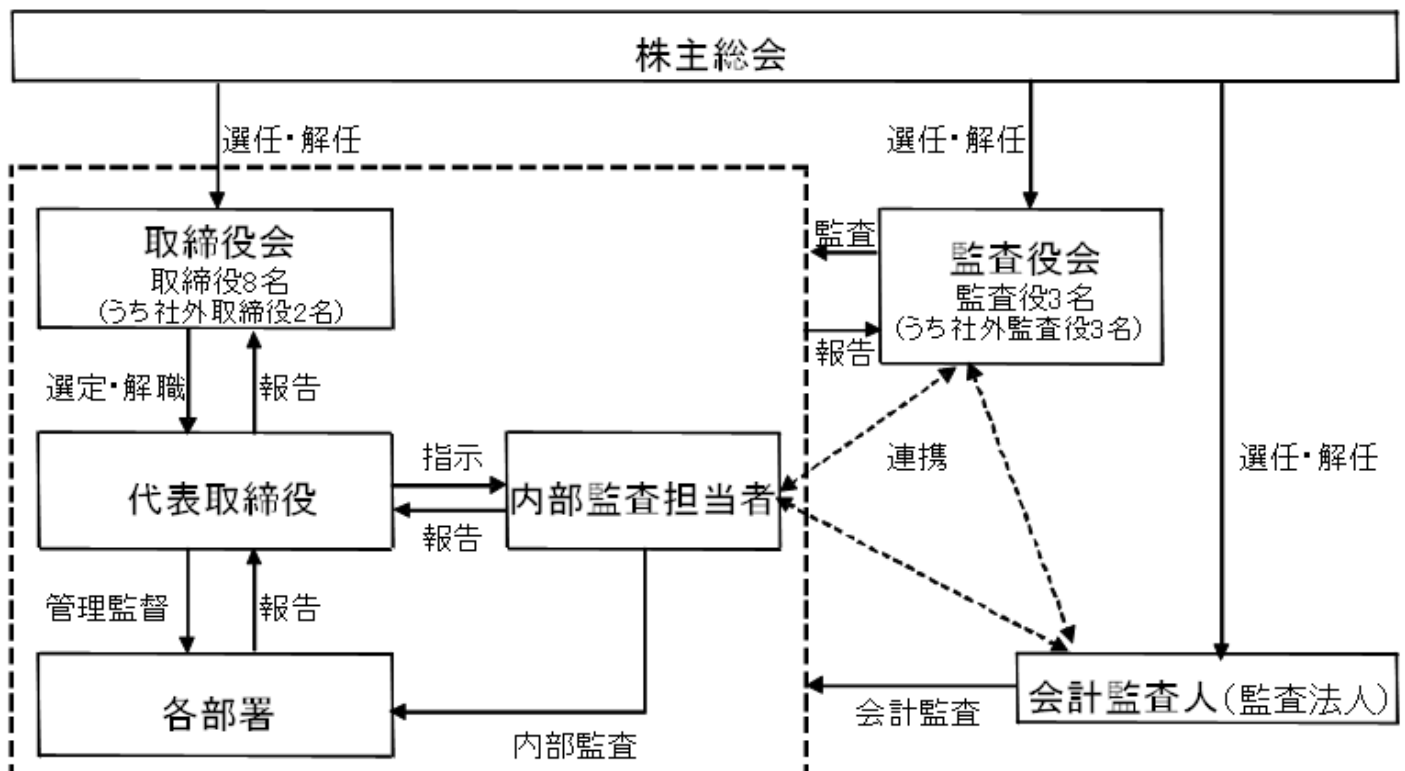 株主総会
選任・解任
選任・解任
取締役会
取締役8名
(うち社外取締役2名)
監査
監査役会
監査役3名
(うち社外監査役3名)
報告
選定・解職
報告
連携
選任・解任
代表取締役
指示
報告
内部監査担当者
管理監督
報告
各部署
内部監査
会計監査
会計監査人(監査法人)